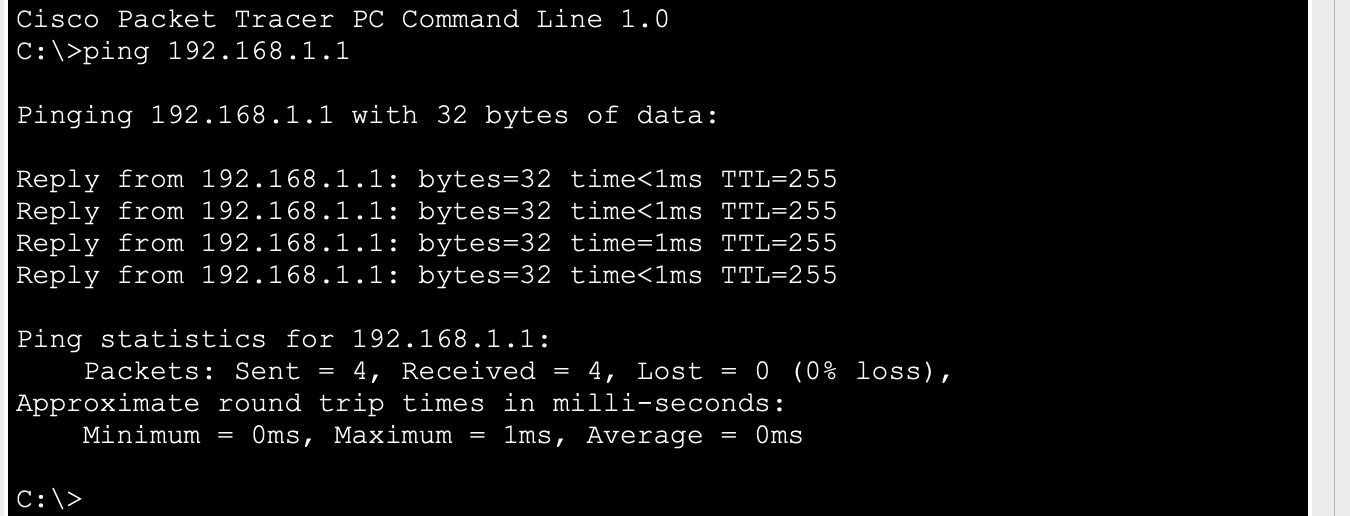 Cisco Packet Tracer PC Command Line 1.0
C:\>ping 192.168.1.1
Pinging 192.168.1.1 with 32 bytes of data:
Reply from 192.168.1.1: bytes=32 time<1ms TTL=255
Reply from 192.168.1.1: bytes=32 time<1ms TTL=255
Reply from 192.168.1.1: bytes=32 time=1ms TTL=255
Reply from 192.168.1.1: bytes=32 time<1ms TTL=255
Ping statistics for 192.168.1.1:
    Packets: Sent = 4, Received = 4, Lost = 0 (0% loss),
Approximate round trip times in milli-seconds:
    Minimum = 0ms, Maximum = 1ms, Average = 0ms
C:\>